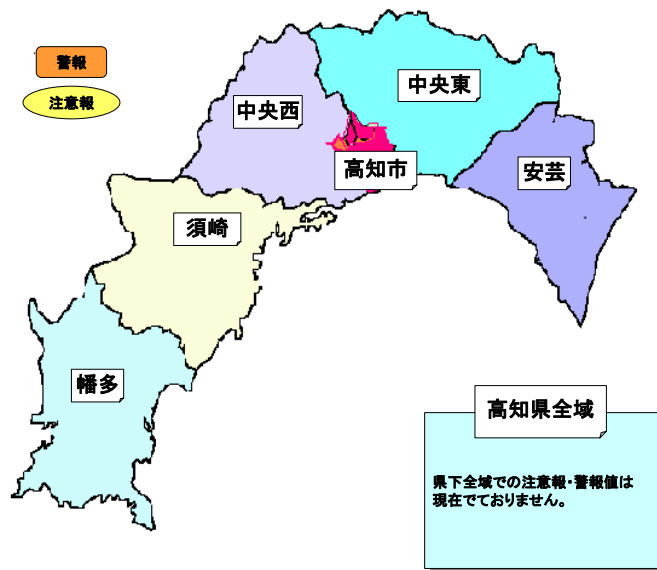 警報
注意報
中央東
中央西
高知市
安芸
須崎
幡多
高知県全域
県下全域での注意報・警報値は
現在でておりません。